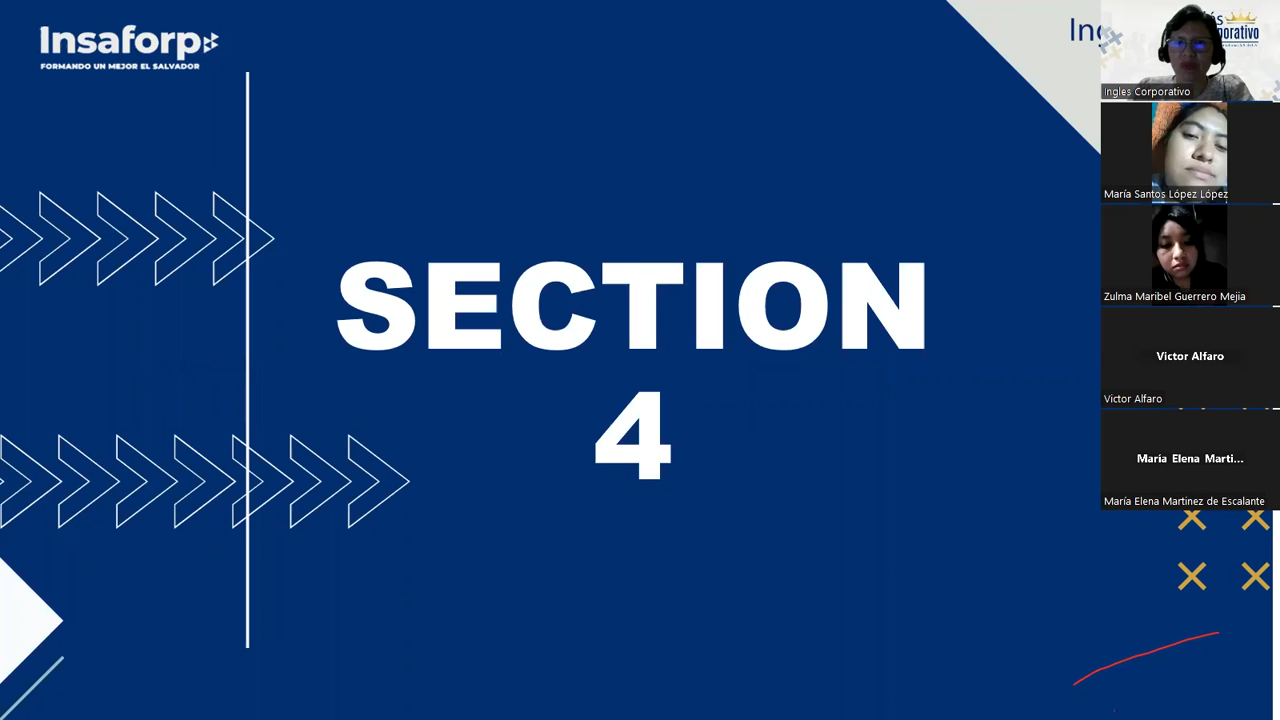 Insaforp
FORMANDO UN MEJOR EL SALVADOR
SECTION
4
Ingles Corporativo
María Santos López López
Zulma Maribel Guerrero Mejia
Victor Alfaro
Victor Alfaro
María Elena Marti...
María Elena Martinez de Escalante